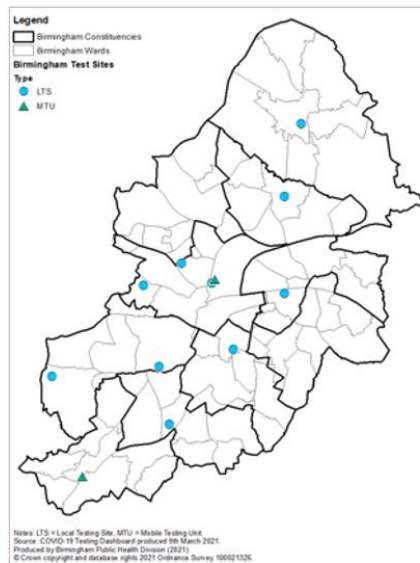 Legend
Birmingham Constituencies
Birmingham Wards
Birmingham Test Sites
Type
LTS
MTU
Notes: LTS = Local Testing Site, MTU = Mobile Testing Unit.
Source: COVID-19 Testing Dashboard produced 9th March 2021.
Produced by Birmingham Public Health Division (2021).
© Crown copyright and database rights 2021 Ordnance Survey 100021326